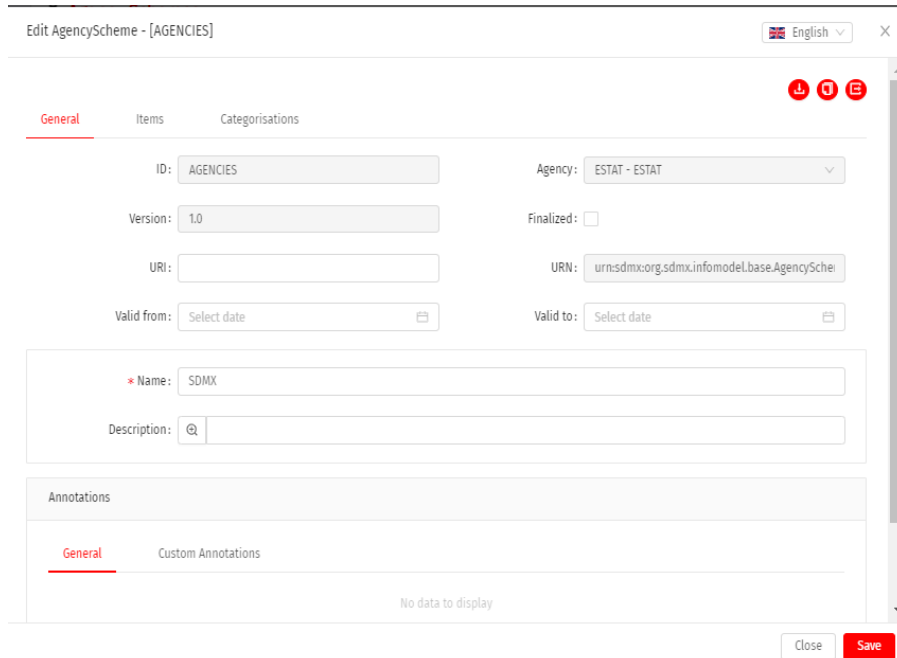 Edit AgencyScheme - [AGENCIES]
English
General Items Categorisations
ID: AGENCIES
Agency: ESTAT - ESTAT
Version: 1.0
Finalized:
URI:
URN: urn:sdmx:org.sdmx.infomodel.base.AgencySche
Valid from: Select date
Valid to: Select date
* Name: SDMX
Description:
Annotations
General Custom Annotations
No data to display
Close Save